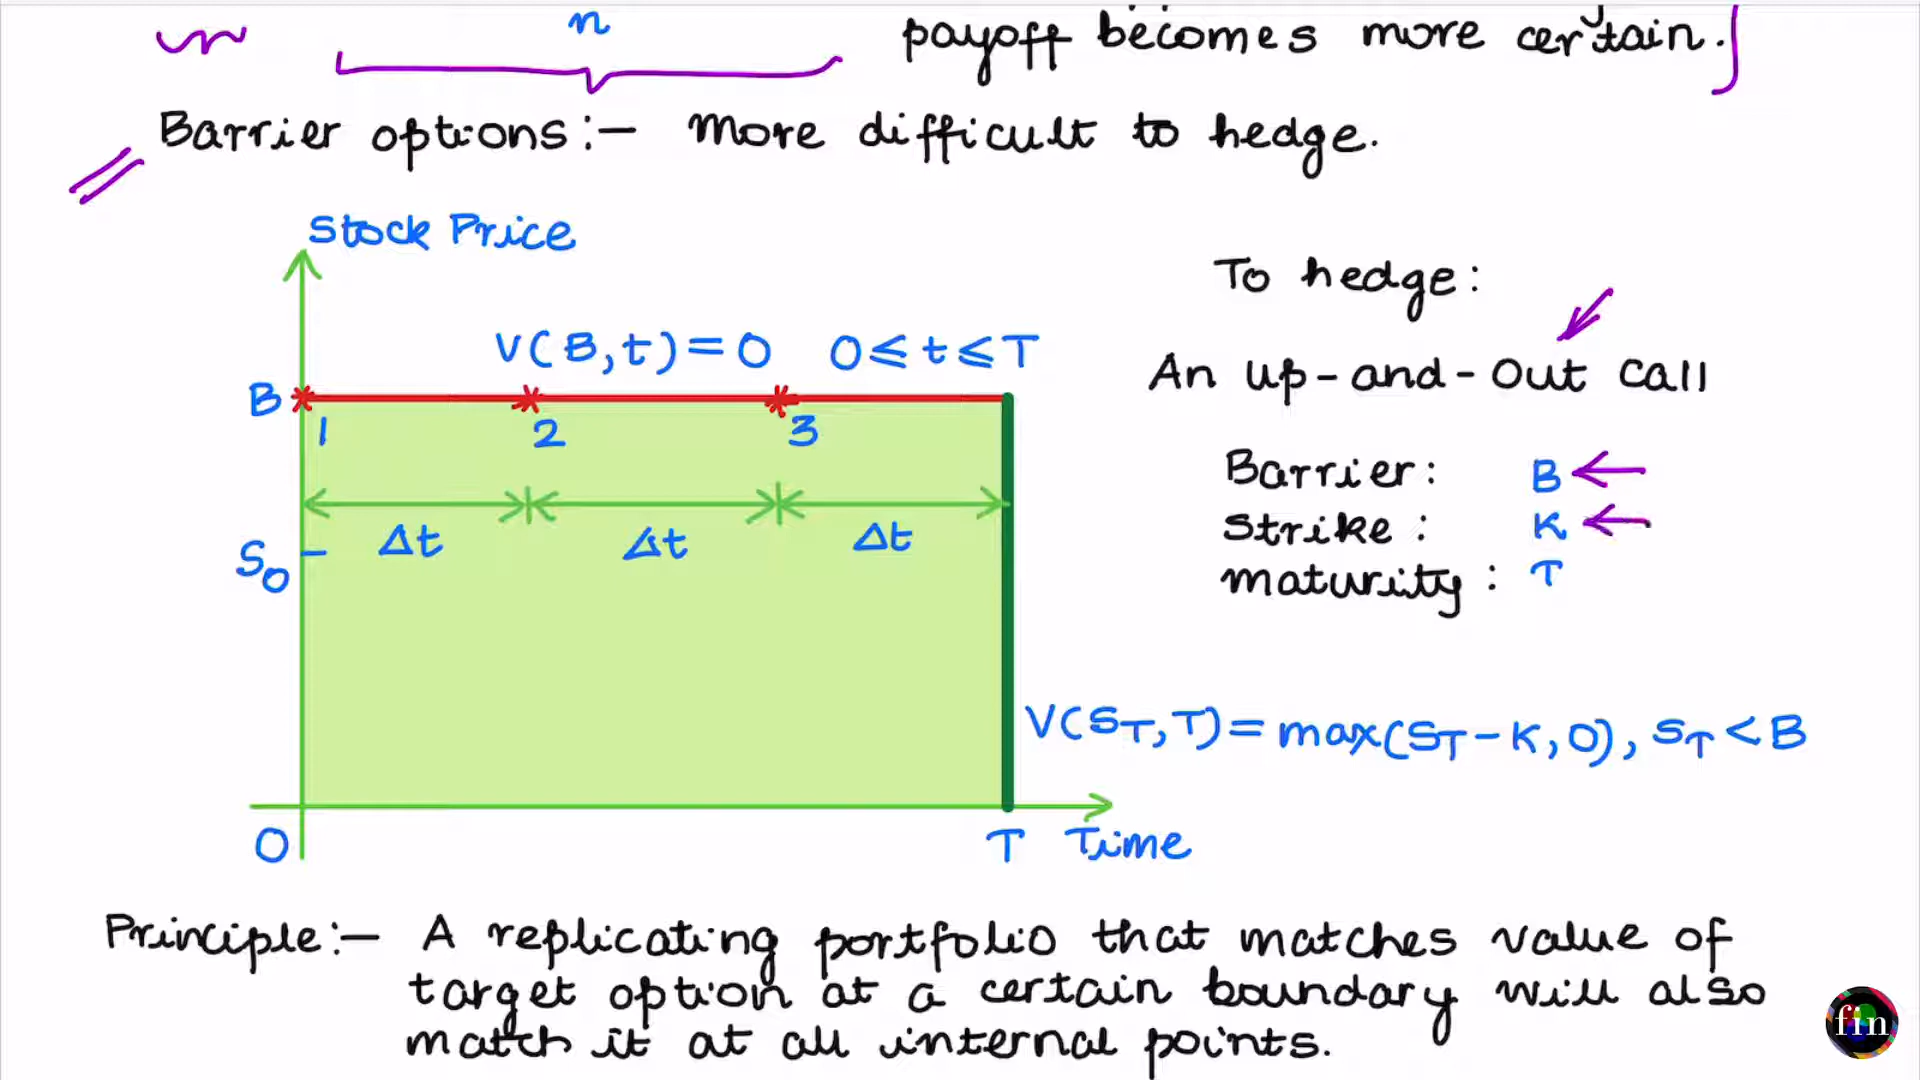 n
payoff becomes more certain.
Barrier options:- More difficult to hedge.
Stock Price
To hedge:
V(B,t)=0 0≤t≤T
An up-and-out call
B
1 2 3
Barrier: B
Strike: K
Δt Δt Δt
S0
maturity: T
V(ST,T)=max(ST-K,0), ST<B
0 T Time
Principle:- A replicating portfolio that matches value of
target option at a certain boundary will also
match it at all internal points.
fin